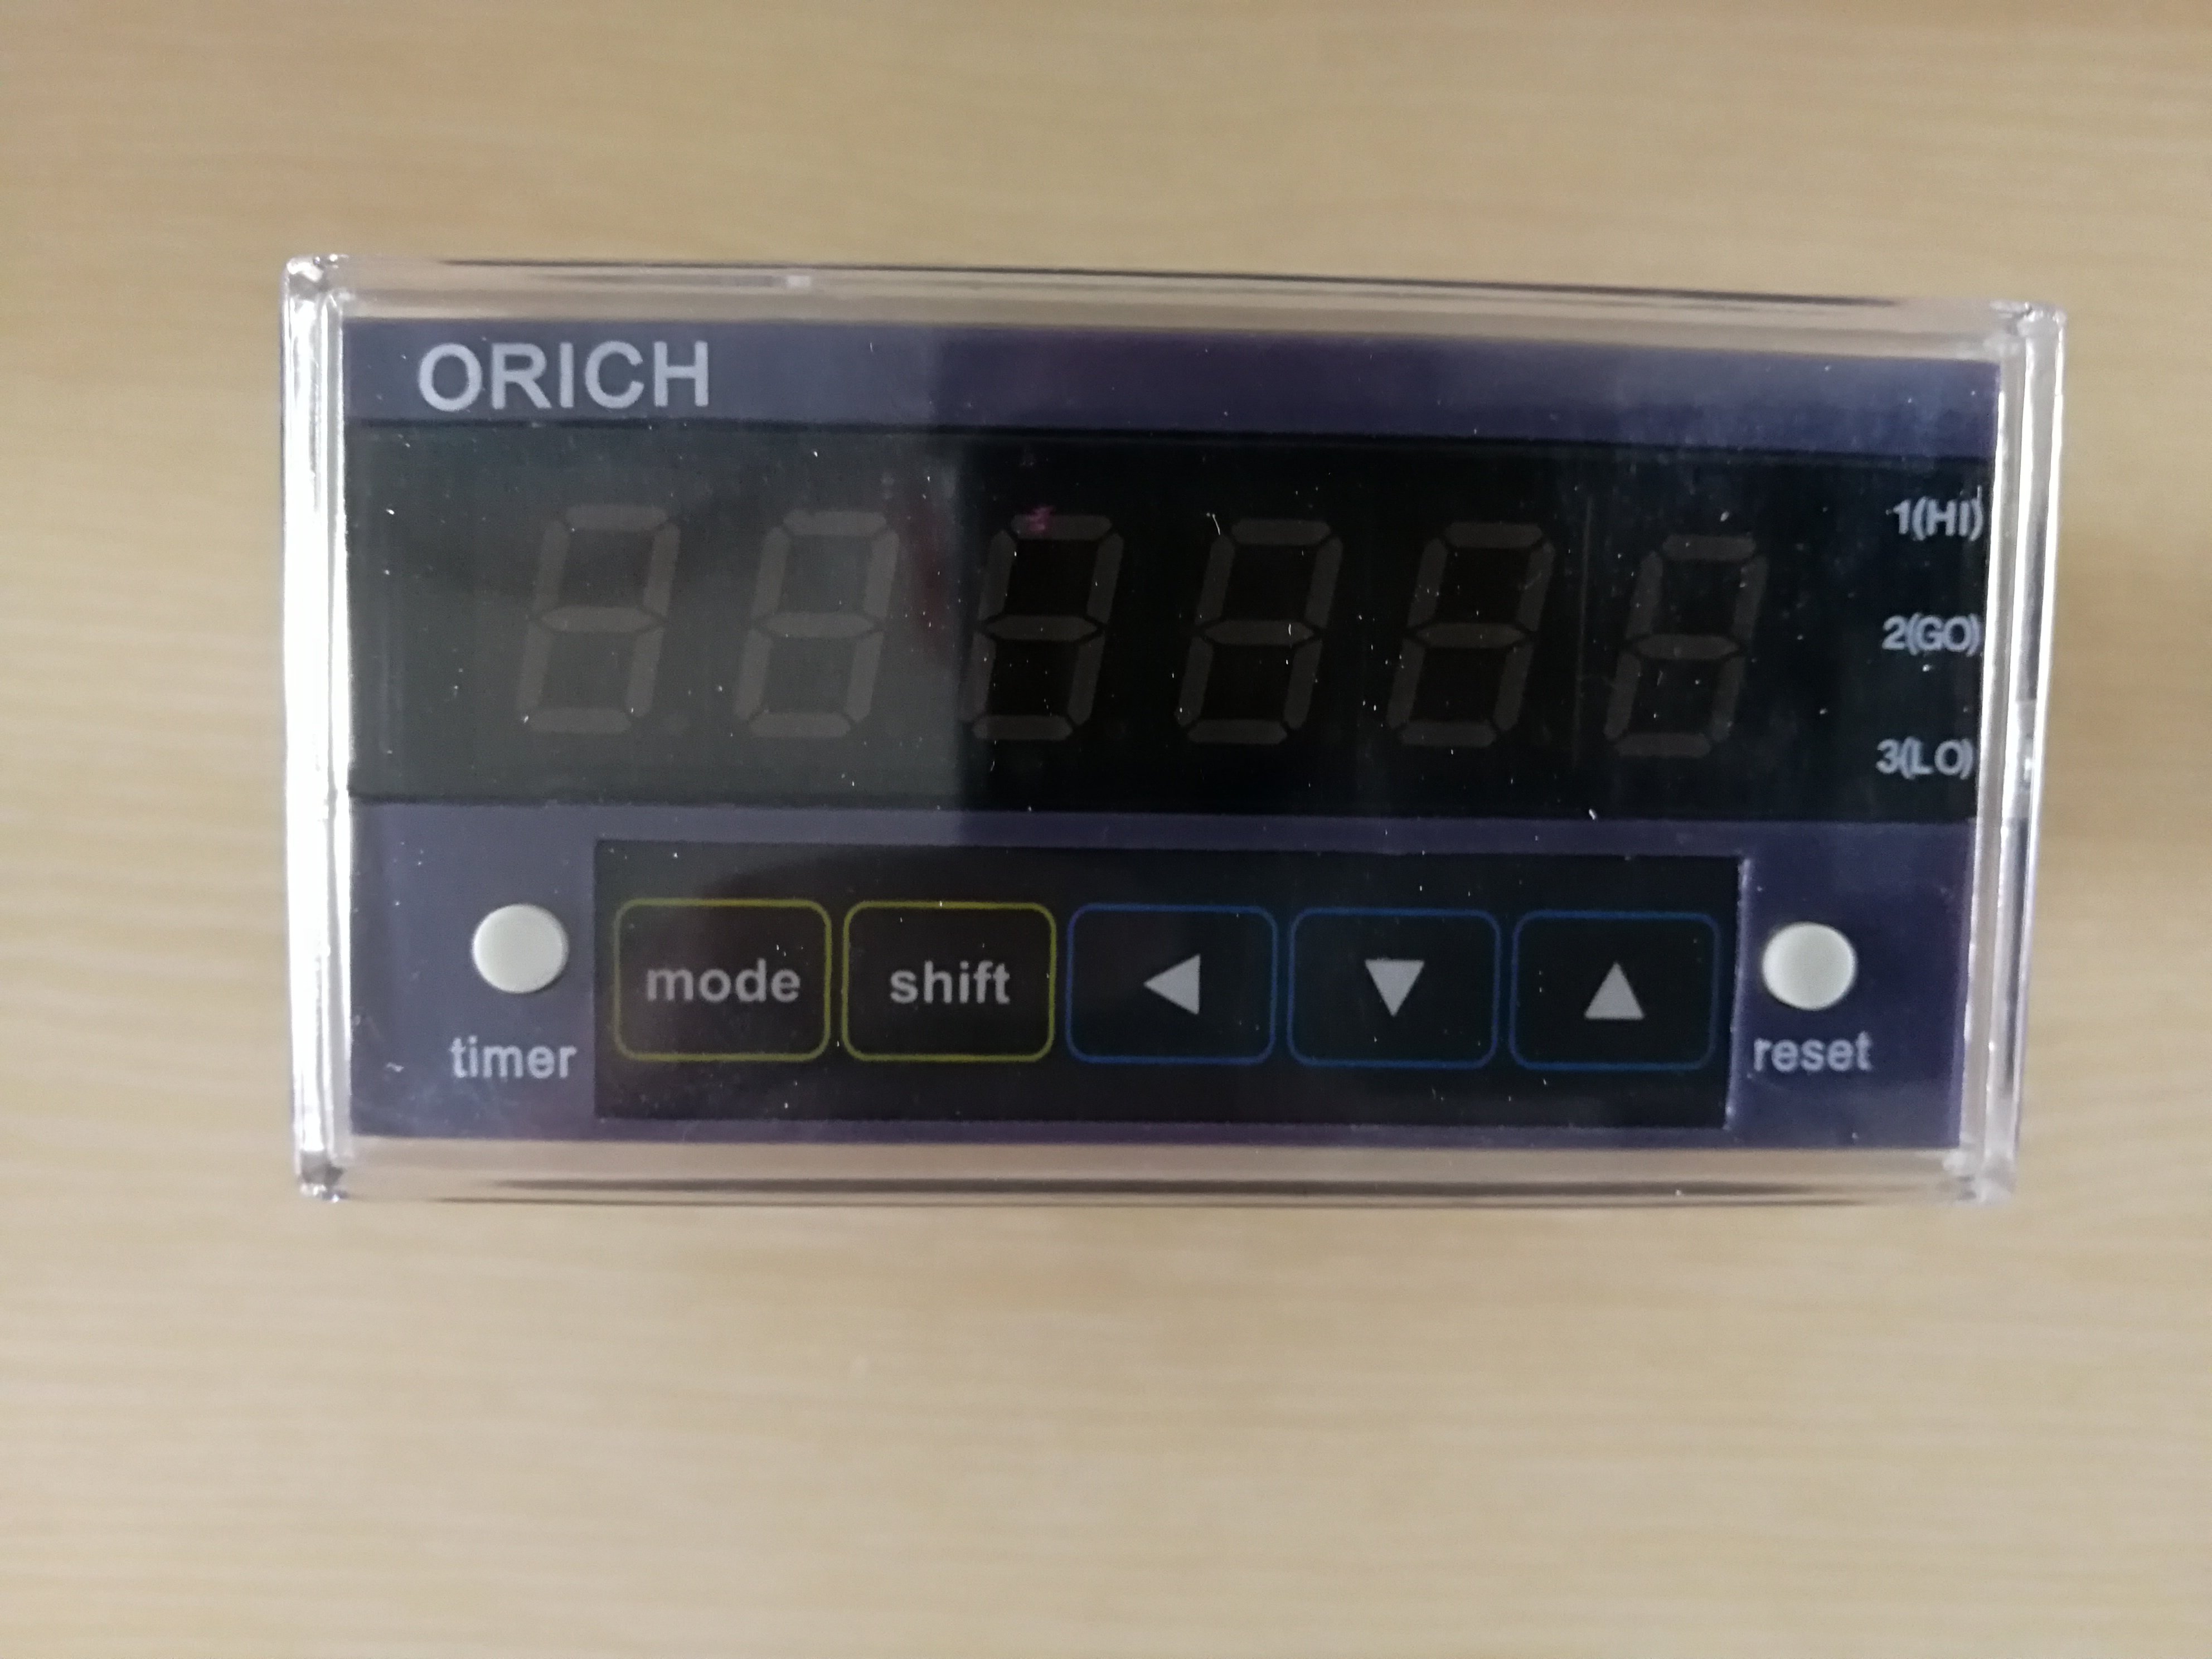 ORICH
1(HI)
2(GO)
3(LO)
mode shift ◀ ▼ ▲
timer reset